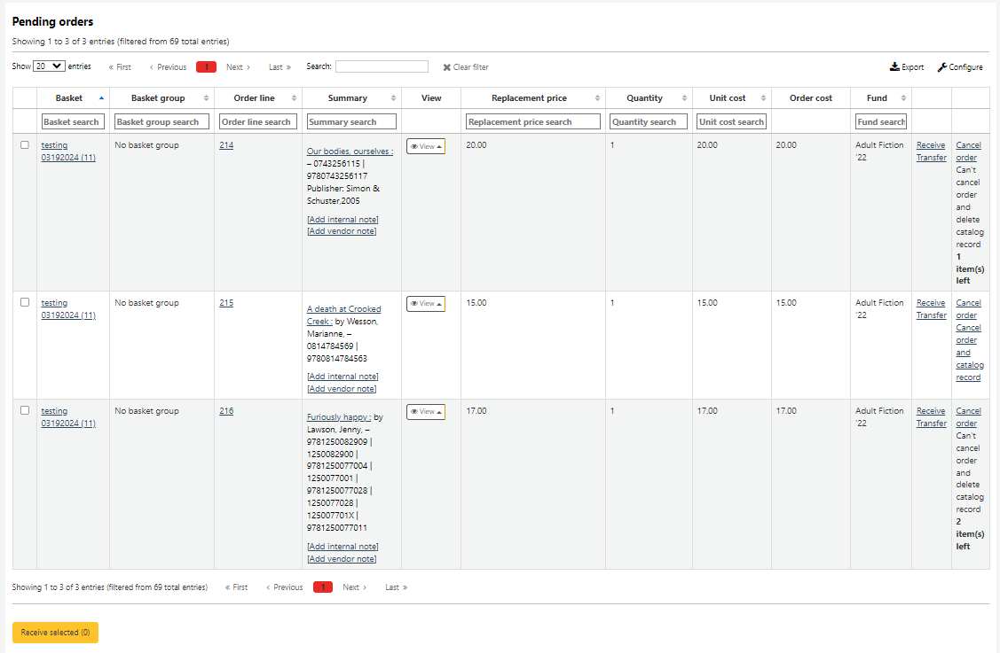 Pending orders
Showing 1 to 3 of 3 entries (filtered from 69 total entries)
Show 20 entries « First ‹ Previous 1 Next › Last » Search: Clear filter Export Configure
Basket Basket group Order line Summary View Replacement price Quantity Unit cost Order cost Fund
Basket search Basket group search Order line search Summary search Replacement price search Quantity search Unit cost search Fund search
testing
03192024 (11)
No basket group
214
Our bodies, ourselves :
– 0743256115 |
9780743256117
Publisher: Simon &
Schuster,2005
[Add internal note]
[Add vendor note]
View
20.00
1
20.00
20.00
Adult Fiction
'22
Receive
Transfer
Cancel
order
Can't
cancel
order
and
delete
catalog
record
1
item(s)
left
testing
03192024 (11)
No basket group
215
A death at Crooked
Creek : by Wesson,
Marianne, –
0814784569 |
9780814784563
[Add internal note]
[Add vendor note]
View
15.00
1
15.00
15.00
Adult Fiction
'22
Receive
Transfer
Cancel
order
Cancel
order
and
catalog
record
testing
03192024 (11)
No basket group
216
Furiously happy : by
Lawson, Jenny, –
9781250082909 |
1250082900 |
9781250077004 |
1250077001 |
9781250077028 |
1250077028 |
125007701X |
9781250077011
[Add internal note]
[Add vendor note]
View
17.00
1
17.00
17.00
Adult Fiction
'22
Receive
Transfer
Cancel
order
Can't
cancel
order
and
delete
catalog
record
2
item(s)
left
Showing 1 to 3 of 3 entries (filtered from 69 total entries) « First ‹ Previous 1 Next › Last »
Receive selected (0)